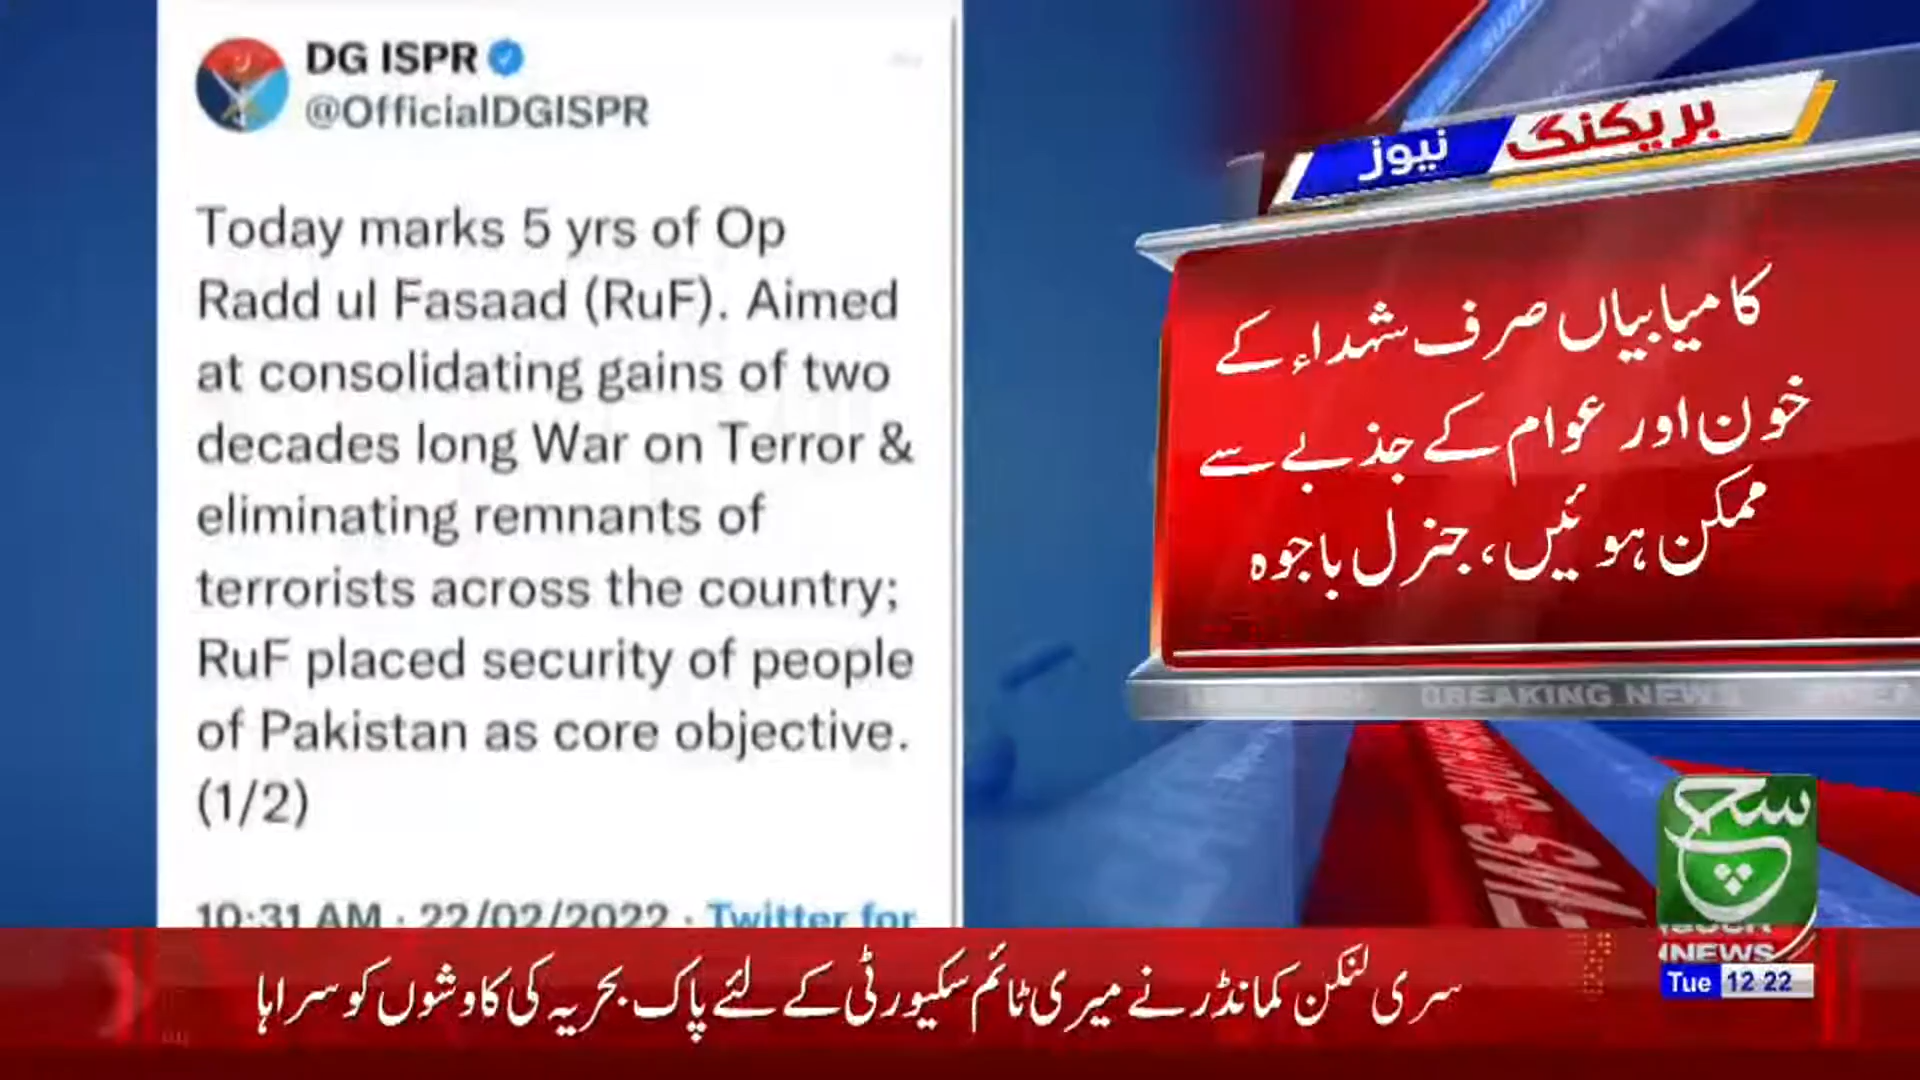 DG ISPR
@OfficialDGISPR
Today marks 5 yrs of Op
Radd ul Fasaad (RuF). Aimed
at consolidating gains of two
decades long War on Terror &
eliminating remnants of
terrorists across the country;
RuF placed security of people
of Pakistan as core objective.
(1/2)
10:31 AM · 22/02/2022 · Twitter for
بریکنگ نیوز
کامیابیاں صرف شہداء کے
خون اور عوام کے جذبے سے
ممکن ہوئیں، جنرل باجوہ
BREAKING NEWS
سچ
NEWS
Tue 12 22
سری لنکن کمانڈر نے میری ٹائم سکیورٹی کے لئے پاک بحریہ کی کاوشوں کو سراہا